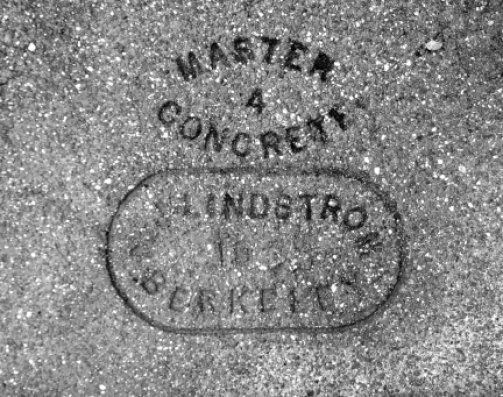 MASTER
4
CONCRETE
LINDSTROM
BERKELEY